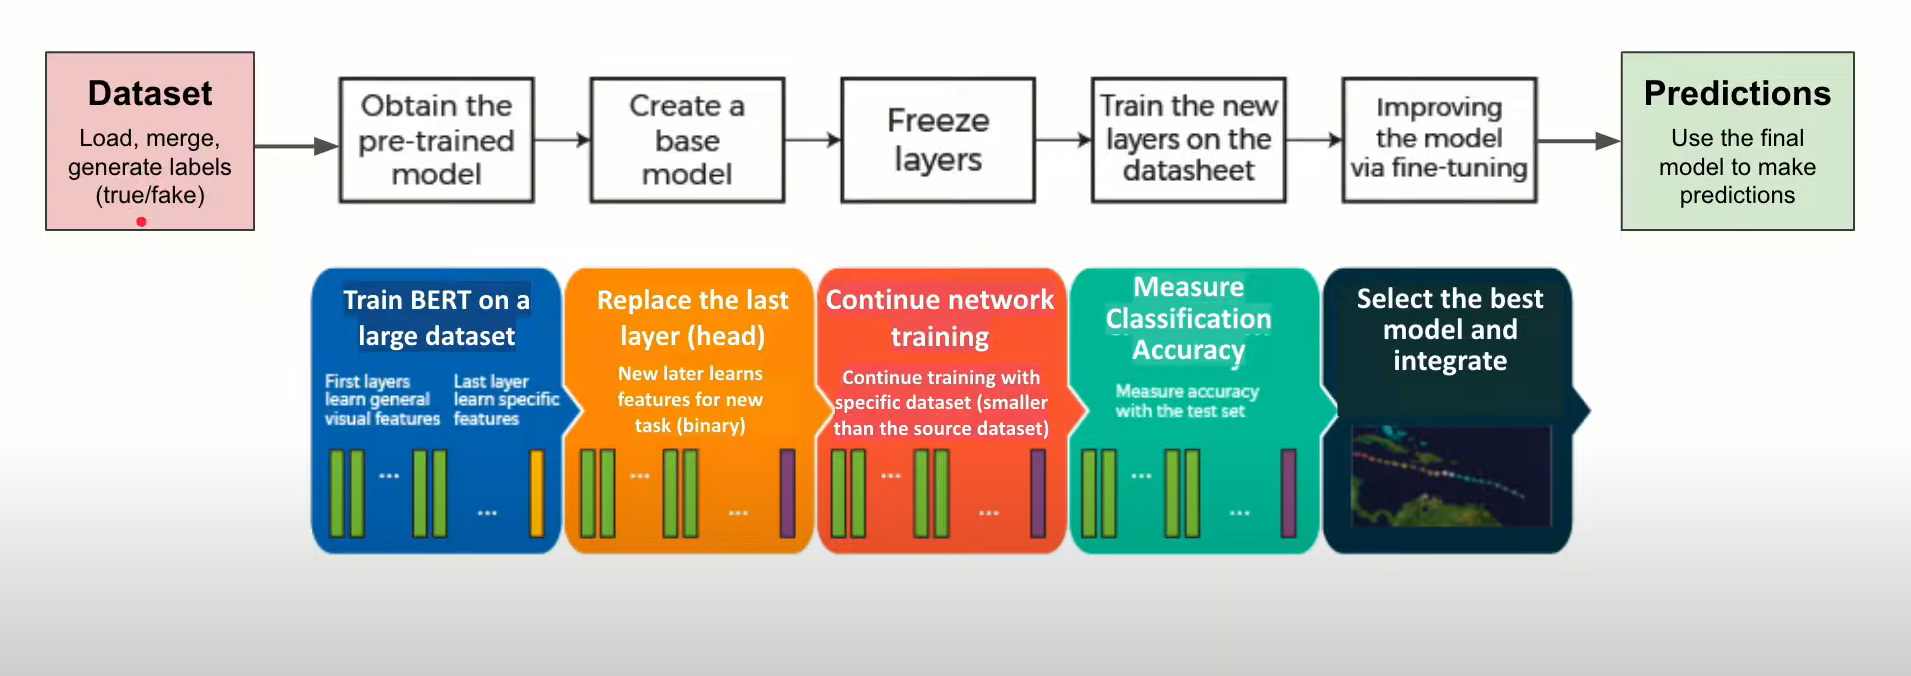 Dataset
Load, merge,
generate labels
(true/fake)
Obtain the
pre-trained
model
Create a
base
model
Freeze
layers
Train the new
layers on the
datasheet
Improving
the model
via fine-tuning
Predictions
Use the final
model to make
predictions
Train BERT on a
large dataset
First layers
learn general
visual features
Last layer
learn specific
features
...
...
Replace the last
layer (head)
New later learns
features for new
task (binary)
...
...
Continue network
training
Continue training with
specific dataset (smaller
than the source dataset)
...
...
Measure
Classification
Accuracy
Measure accuracy
with the test set
...
...
Select the best
model and
integrate